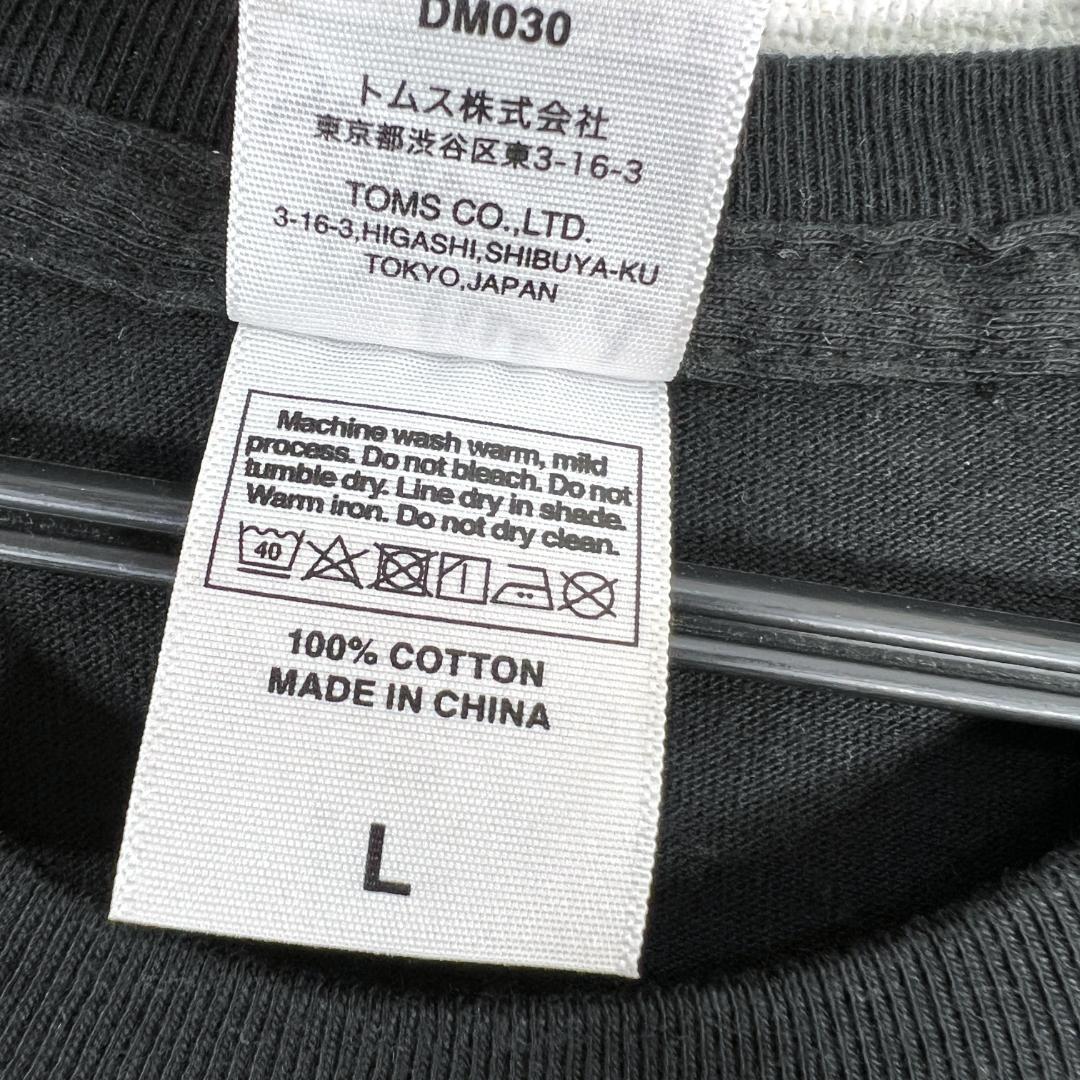 DM030
トムス株式会社
東京都渋谷区東3-16-3
TOMS CO.,LTD.
3-16-3,HIGASHI,SHIBUYA-KU
TOKYO,JAPAN
Machine wash warm, mild
process. Do not bleach. Do not
tumble dry. Line dry in shade.
Warm iron. Do not dry clean.
40
100% COTTON
MADE IN CHINA
L